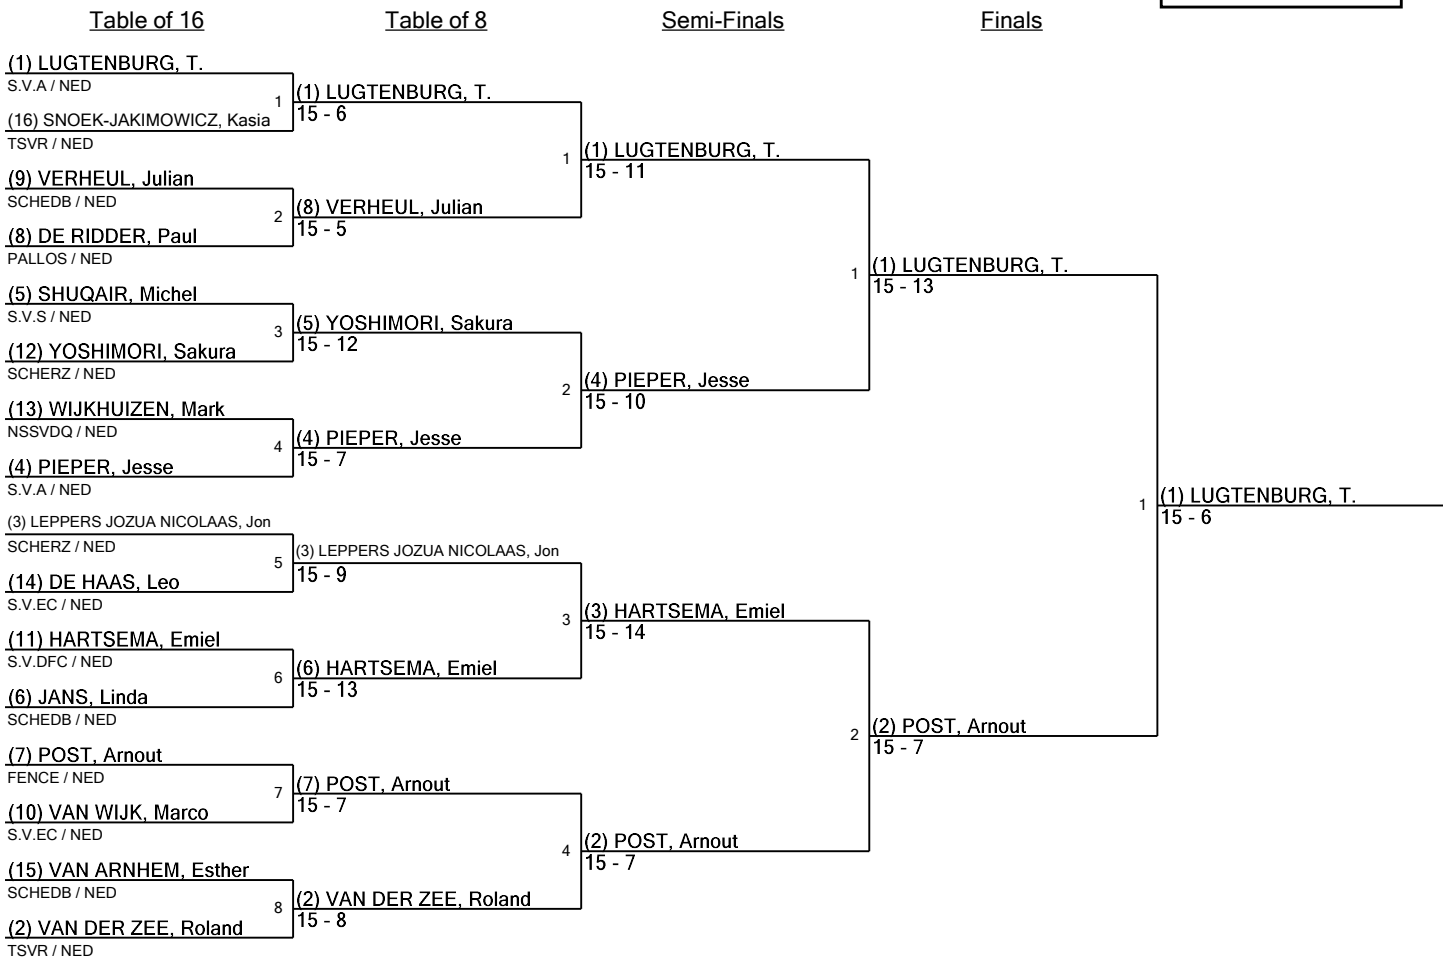 Table of 16
Table of 8
Semi-Finals
Finals
(1) LUGTENBURG, T.
S.V.A / NED
1
(16) SNOEK-JAKIMOWICZ, Kasia
TSVR / NED
(9) VERHEUL, Julian
SCHEDB / NED
2
(8) DE RIDDER, Paul
PALLOS / NED
(5) SHUQAIR, Michel
S.V.S / NED
3
(12) YOSHIMORI, Sakura
SCHERZ / NED
(13) WIJKHUIZEN, Mark
NSSVDQ / NED
4
(4) PIEPER, Jesse
S.V.A / NED
(3) LEPPERS JOZUA NICOLAAS, Jon
SCHERZ / NED
5
(14) DE HAAS, Leo
S.V.EC / NED
(11) HARTSEMA, Emiel
S.V.DFC / NED
6
(6) JANS, Linda
SCHEDB / NED
(7) POST, Arnout
FENCE / NED
7
(10) VAN WIJK, Marco
S.V.EC / NED
(15) VAN ARNHEM, Esther
SCHEDB / NED
8
(2) VAN DER ZEE, Roland
TSVR / NED
(1) LUGTENBURG, T.
15 - 6
1
(8) VERHEUL, Julian
15 - 5
(5) YOSHIMORI, Sakura
15 - 12
2
(4) PIEPER, Jesse
15 - 7
(3) LEPPERS JOZUA NICOLAAS, Jon
15 - 9
3
(6) HARTSEMA, Emiel
15 - 13
(7) POST, Arnout
15 - 7
4
(2) VAN DER ZEE, Roland
15 - 8
(1) LUGTENBURG, T.
15 - 11
1
(4) PIEPER, Jesse
15 - 10
(3) HARTSEMA, Emiel
15 - 14
2
(2) POST, Arnout
15 - 7
(1) LUGTENBURG, T.
15 - 13
1
(2) POST, Arnout
15 - 7
(1) LUGTENBURG, T.
15 - 6